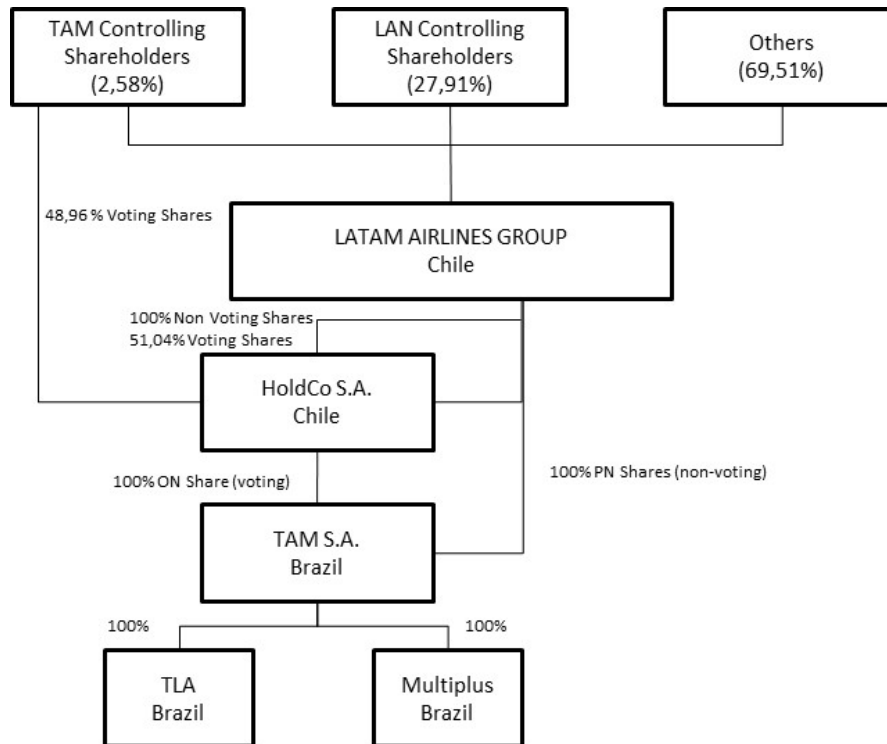 TAM Controlling
Shareholders
(2,58%)
LAN Controlling
Shareholders
(27,91%)
Others
(69,51%)
48,96 % Voting Shares
LATAM AIRLINES GROUP
Chile
100% Non Voting Shares
51,04% Voting Shares
HoldCo S.A.
Chile
100% ON Share (voting)
100% PN Shares (non-voting)
TAM S.A.
Brazil
100%
100%
TLA
Brazil
Multiplus
Brazil